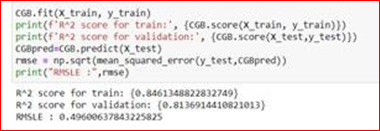 CGB.fit(X_train, y_train)
print(f'R^2 score for train:', {CGB.score(X_train, y_train)})
print(f'R^2 score for validation:', {CGB.score(X_test,y_test)})
CGBpred=CGB.predict(X_test)
rmse = np.sqrt(mean_squared_error(y_test,CGBpred))
print("RMSLE :",rmse)
R^2 score for train: {0.8461348822832749}
R^2 score for validation: {0.8136914410821013}
RMSLE : 0.49600637843225825